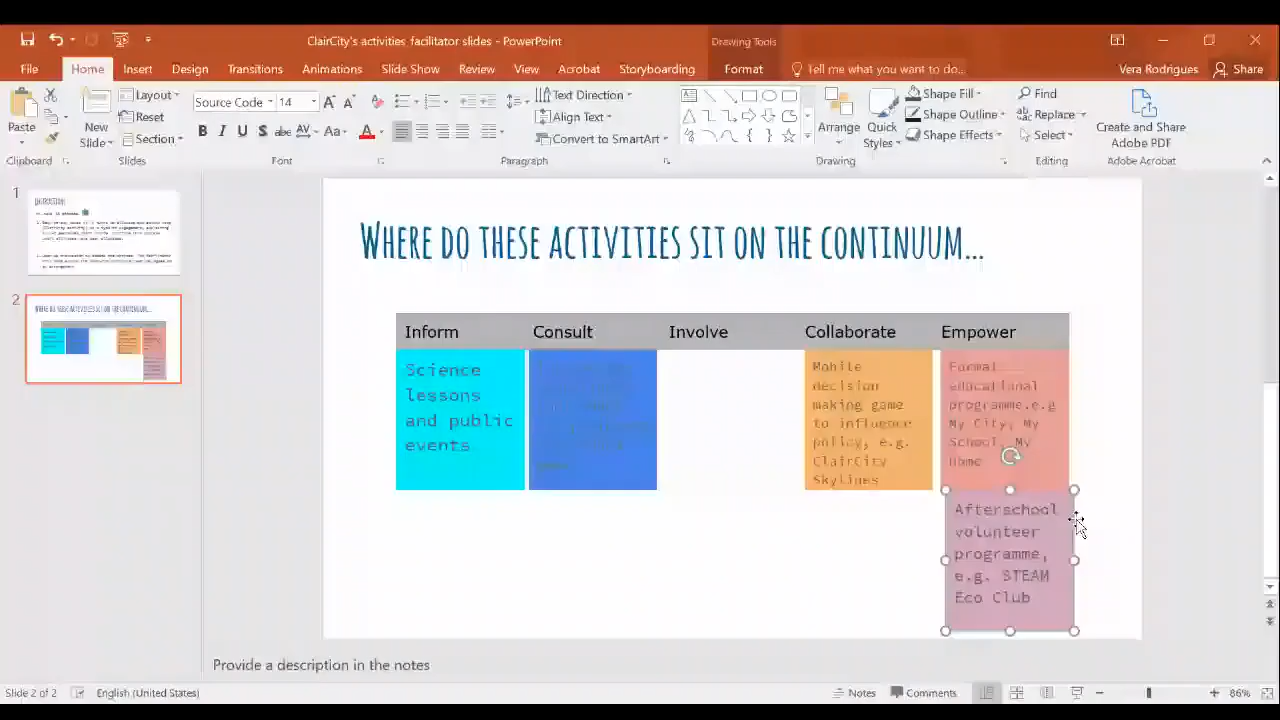 ClairCity's activities_facilitator slides - PowerPoint
Drawing Tools
File Home Insert Design Transitions Animations Slide Show Review View Acrobat Storyboarding Format Tell me what you want to do... Vera Rodrigues Share
Paste
New Slide
Layout
Reset
Section
Source Code 14
Text Direction
Align Text
Convert to SmartArt
Arrange
Quick Styles
Shape Fill
Shape Outline
Shape Effects
Find
Replace
Select
Create and Share
Adobe PDF
Clipboard Slides Font Paragraph Drawing Editing Adobe Acrobat
1
2
WHERE DO THESE ACTIVITIES SIT ON THE CONTINUUM...
Inform Consult Involve Collaborate Empower
Science
lessons
and public
events
Mobile
decision
making game
to influence
policy, e.g.
ClairCity
Skylines
Formal
educational
programme.e.g
My City, My
School, My
Home
Afterschool
volunteer
programme,
e.g. STEAM
Eco Club
Provide a description in the notes
Slide 2 of 2 English (United States) Notes Comments 86%